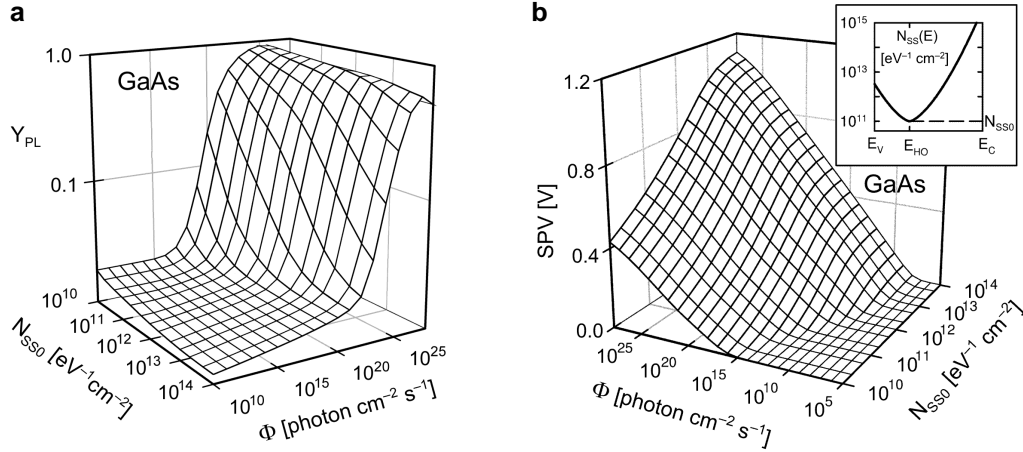 a
GaAs
Y_PL
1.0
0.1
10^10
10^11
10^12
10^13
10^14
N_SS0 [eV⁻¹cm⁻²]
10^10
10^15
10^20
10^25
Φ [photon cm⁻² s⁻¹]
b
GaAs
SPV [V]
1.2
0.8
0.4
0.0
10^25
10^20
10^15
10^10
10^5
Φ [photon cm⁻² s⁻¹]
10^10
10^11
10^12
10^13
10^14
N_SS0 [eV⁻¹ cm⁻²]
10^15
10^13
10^11
N_SS(E)
[eV⁻¹ cm⁻²]
N_SS0
E_V E_HO E_C